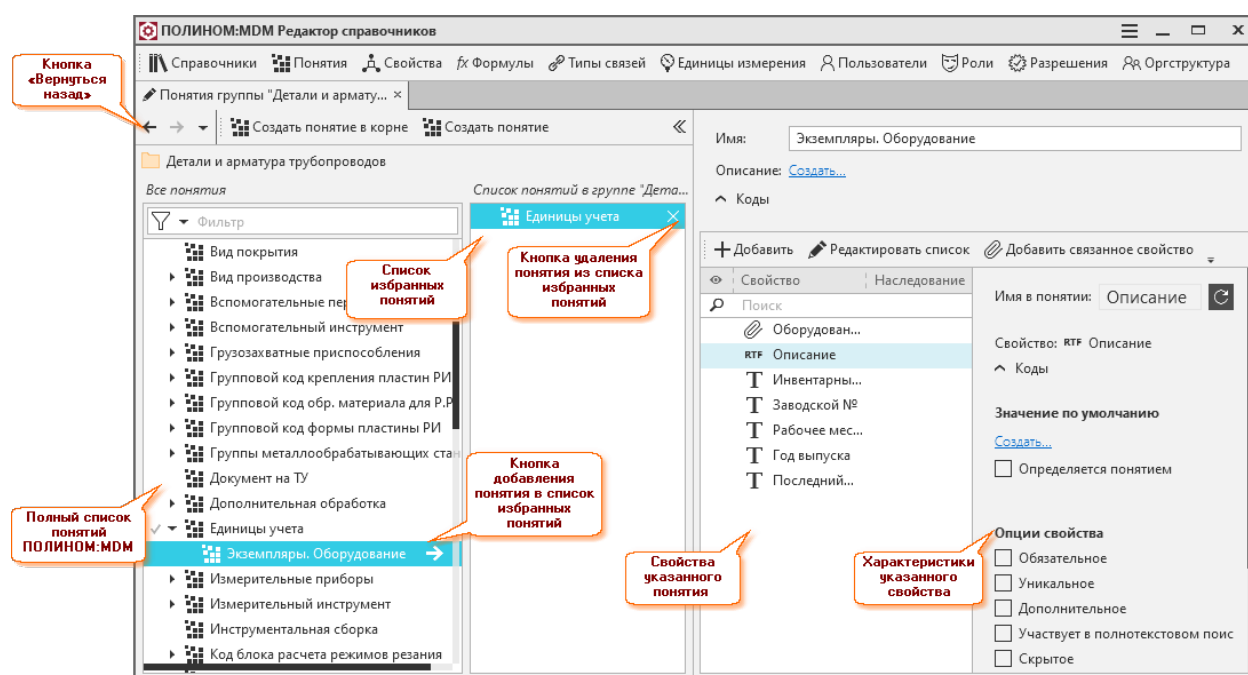 ПОЛИНОМ:MDM Редактор справочников
Справочники Понятия Свойства fx Формулы Типы связей Единицы измерения Пользователи Роли Разрешения Оргструктура
Кнопка
«Вернуться
назад»
Понятия группы "Детали и армату... ×
Создать понятие в корне Создать понятие
Детали и арматура трубопроводов
Все понятия
Фильтр
Вид покрытия
Вид производства
Вспомогательные пер
Вспомогательный инструмент
Грузозахватные приспособления
Групповой код крепления пластин РИ
Групповой код обр. материала для Р.Р
Групповой код формы пластины РИ
Группы металлообрабатывающих стан
Документ на ТУ
Дополнительная обработка
Единицы учета
Экземпляры. Оборудование
Измерительные приборы
Измерительный инструмент
Инструментальная сборка
Код блока расчета режимов резания
Полный список
понятий
ПОЛИНОМ:MDM
Список понятий в группе "Дета...
Единицы учета
Список
избранных
понятий
Кнопка удаления
понятия из списка
избранных
понятий
Кнопка
добавления
понятия в список
избранных
понятий
Имя: Экземпляры. Оборудование
Описание: Создать...
Коды
Добавить Редактировать список Добавить связанное свойство
Свойство Наследование
Поиск
Оборудован...
RTF Описание
T Инвентарны...
T Заводской №
T Рабочее мес...
T Год выпуска
T Последний...
Свойства
указанного
понятия
Имя в понятии: Описание
Свойство: RTF Описание
Коды
Значение по умолчанию
Создать...
Определяется понятием
Опции свойства
Обязательное
Уникальное
Дополнительное
Участвует в полнотекстовом поис
Скрытое
Характеристики
указанного
свойства